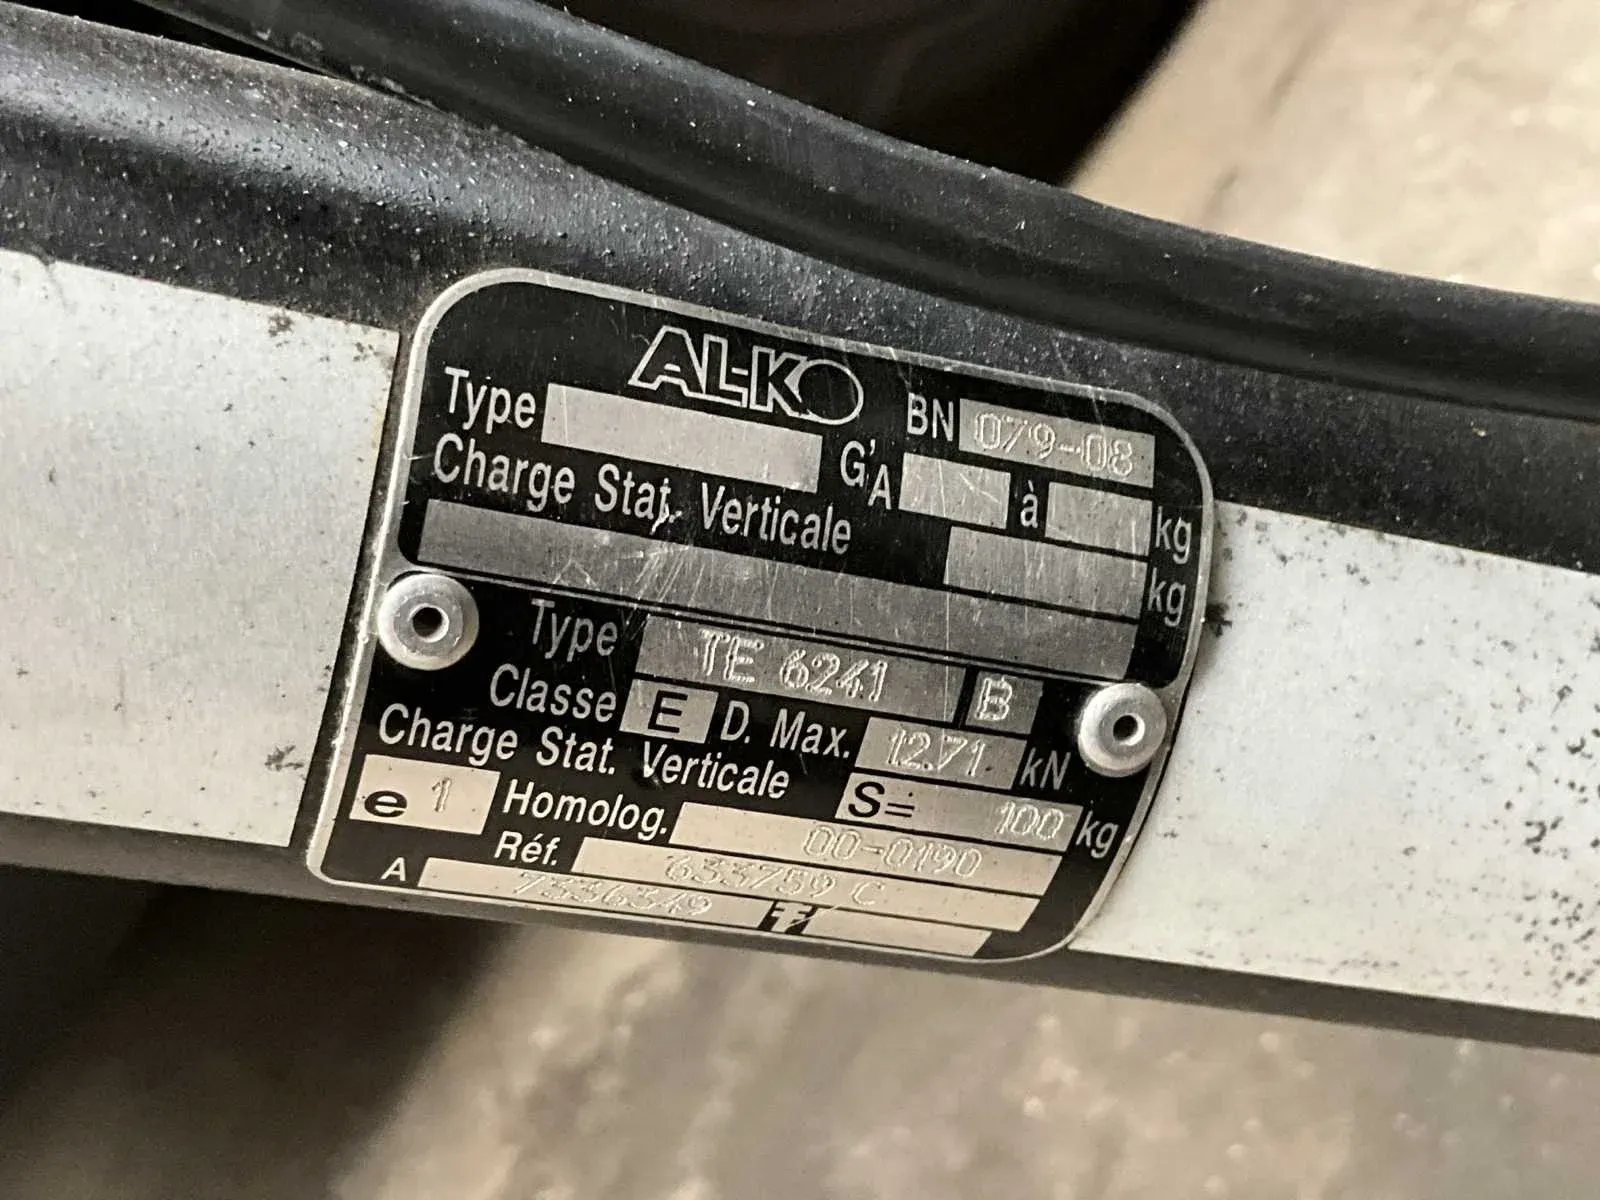 AL-KO
Type BN 079-08
G'A à kg
Charge Stat. Verticale kg
Type TE 6241 B
Classe E D. Max. 12.71 kN
Charge Stat. Verticale S= 100 kg
e 1 Homolog. 00-0190
Réf. 633759 C
A 7336349 T/